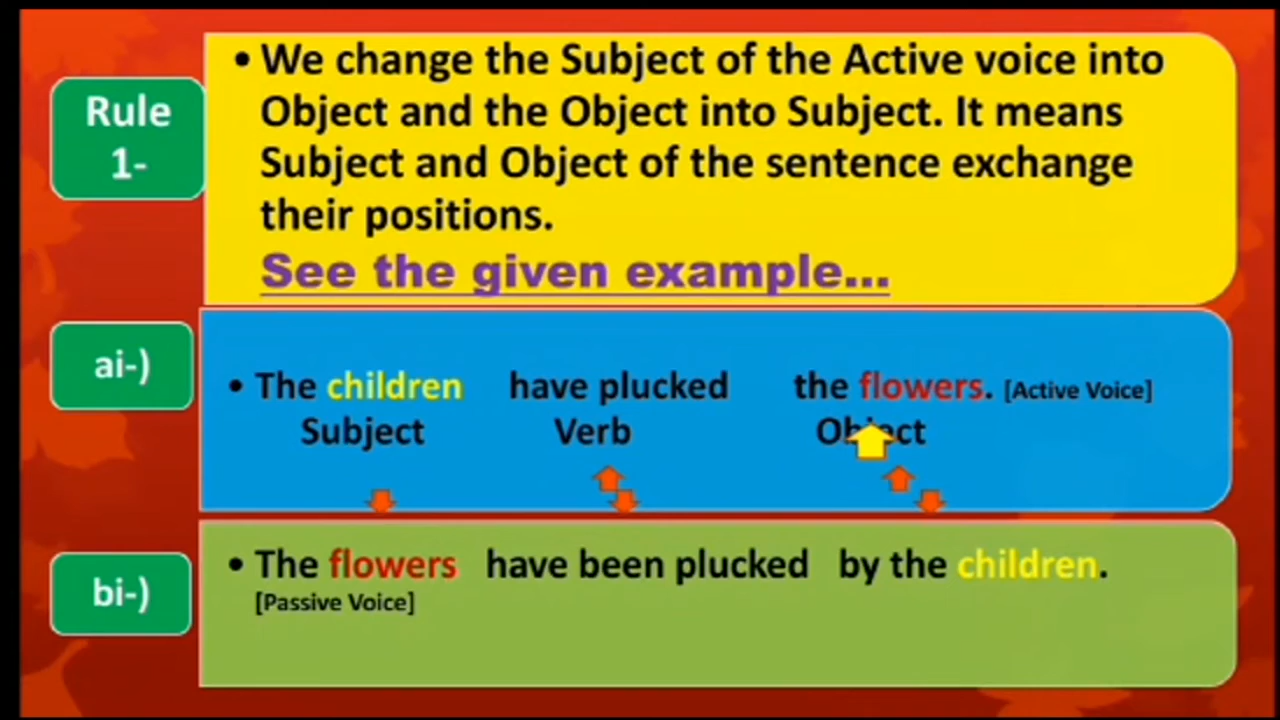 Rule
1-
• We change the Subject of the Active voice into
Object and the Object into Subject. It means
Subject and Object of the sentence exchange
their positions.
See the given example...
ai-)
• The children have plucked the flowers. [Active Voice]
Subject Verb Object
bi-)
• The flowers have been plucked by the children.
[Passive Voice]